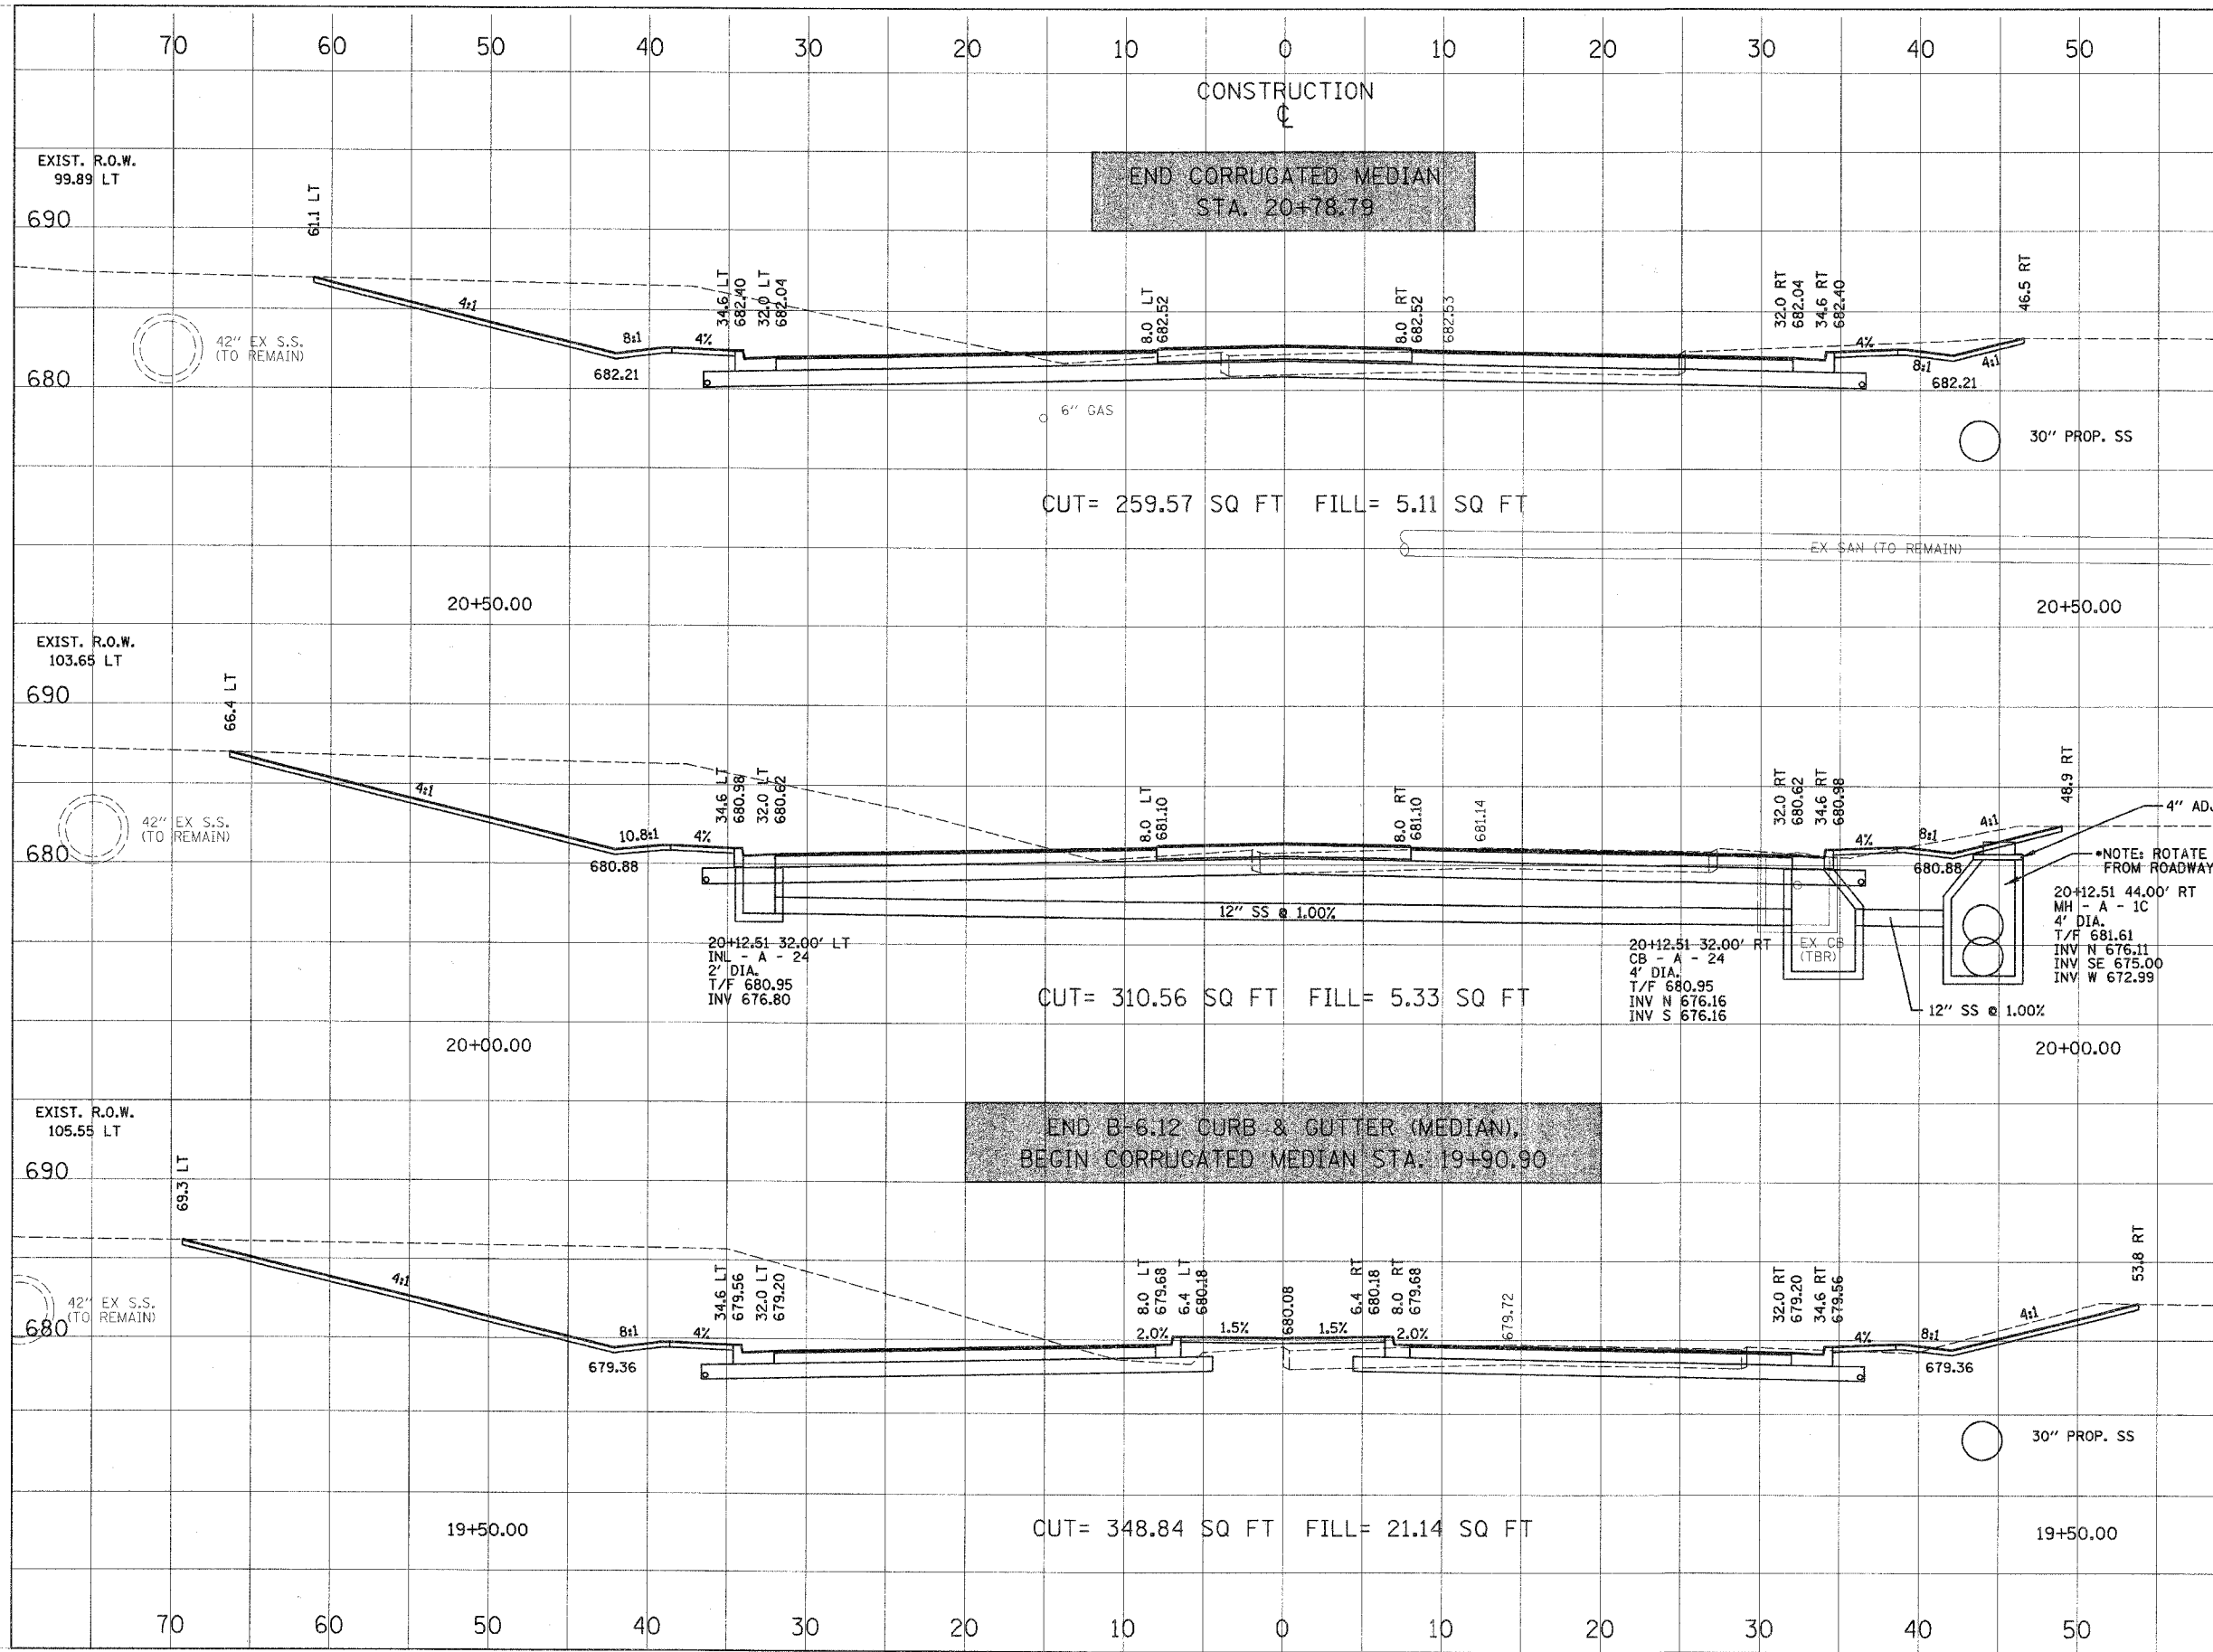 70 60 50 40 30 20 10 0 10 20 30 40 50
CONSTRUCTION
℄
EXIST. R.O.W.
99.89 LT
END CORRUGATED MEDIAN
STA. 20+78.79
690
61.1 LT
4:1
8:1
4%
34.6 LT
682.40
32.0 LT
682.04
8.0 LT
682.52
8.0 RT
682.52
682.53
32.0 RT
682.04
34.6 RT
682.40
46.5 RT
4%
8:1
4:1
42" EX S.S.
(TO REMAIN)
680
682.21
682.21
6" GAS
30" PROP. SS
CUT= 259.57 SQ FT FILL= 5.11 SQ FT
EX SAN (TO REMAIN)
20+50.00
20+50.00
EXIST. R.O.W.
103.65 LT
690
66.4 LT
4:1
10.8:1
4%
34.6 LT
680.98
32.0 LT
680.62
8.0 LT
681.10
8.0 RT
681.10
681.14
32.0 RT
680.62
34.6 RT
680.98
48.9 RT
4%
8:1
4:1
4" ADJ
42" EX S.S.
(TO REMAIN)
680
680.88
680.88
*NOTE: ROTATE
FROM ROADWAY
12" SS @ 1.00%
20+12.51 32.00' LT
INL - A - 24
2' DIA.
T/F 680.95
INV 676.80
20+12.51 32.00' RT
CB - A - 24
4' DIA.
T/F 680.95
INV N 676.16
INV S 676.16
EX CB
(TBR)
20+12.51 44.00' RT
MH - A - 1C
4' DIA.
T/F 681.61
INV N 676.11
INV SE 675.00
INV W 672.99
12" SS @ 1.00%
CUT= 310.56 SQ FT FILL= 5.33 SQ FT
20+00.00
20+00.00
EXIST. R.O.W.
105.55 LT
END B-6.12 CURB & GUTTER (MEDIAN),
BEGIN CORRUGATED MEDIAN STA. 19+90.90
690
69.3 LT
4:1
8:1
4%
34.6 LT
679.56
32.0 LT
679.20
8.0 LT
679.68
6.4 LT
680.18
2.0%
1.5%
680.08
1.5%
6.4 RT
680.18
8.0 RT
679.68
2.0%
679.72
32.0 RT
679.20
34.6 RT
679.56
4%
8:1
4:1
53.8 RT
42" EX S.S.
(TO REMAIN)
680
679.36
679.36
30" PROP. SS
CUT= 348.84 SQ FT FILL= 21.14 SQ FT
19+50.00
19+50.00
70 60 50 40 30 20 10 0 10 20 30 40 50